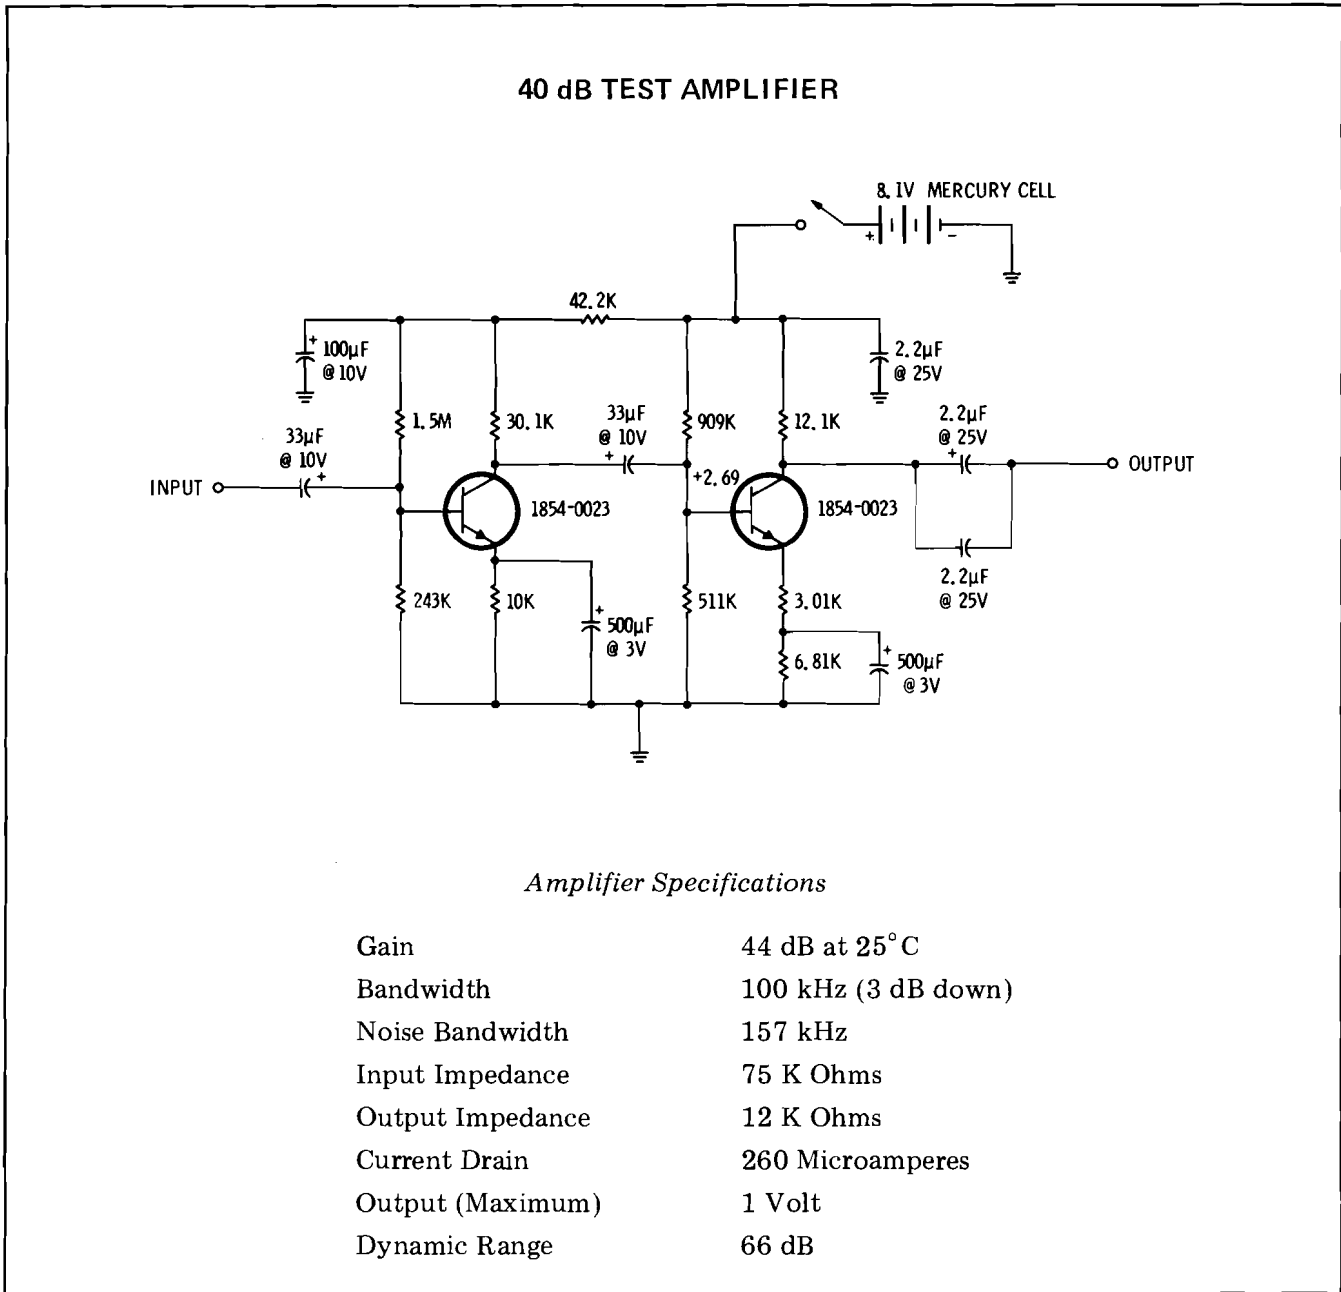 40 dB TEST AMPLIFIER
8.1V MERCURY CELL
+ -
42.2K
+ 100μF
@ 10V
2.2μF
@ 25V
1.5M
30.1K
33μF
@ 10V
+
909K
12.1K
2.2μF
@ 25V
+
33μF
@ 10V
+
INPUT
+2.69
OUTPUT
1854-0023
1854-0023
2.2μF
@ 25V
243K
10K
+
500μF
@ 3V
511K
3.01K
6.81K
+
500μF
@ 3V
Amplifier Specifications
Gain 44 dB at 25°C
Bandwidth 100 kHz (3 dB down)
Noise Bandwidth 157 kHz
Input Impedance 75 K Ohms
Output Impedance 12 K Ohms
Current Drain 260 Microamperes
Output (Maximum) 1 Volt
Dynamic Range 66 dB